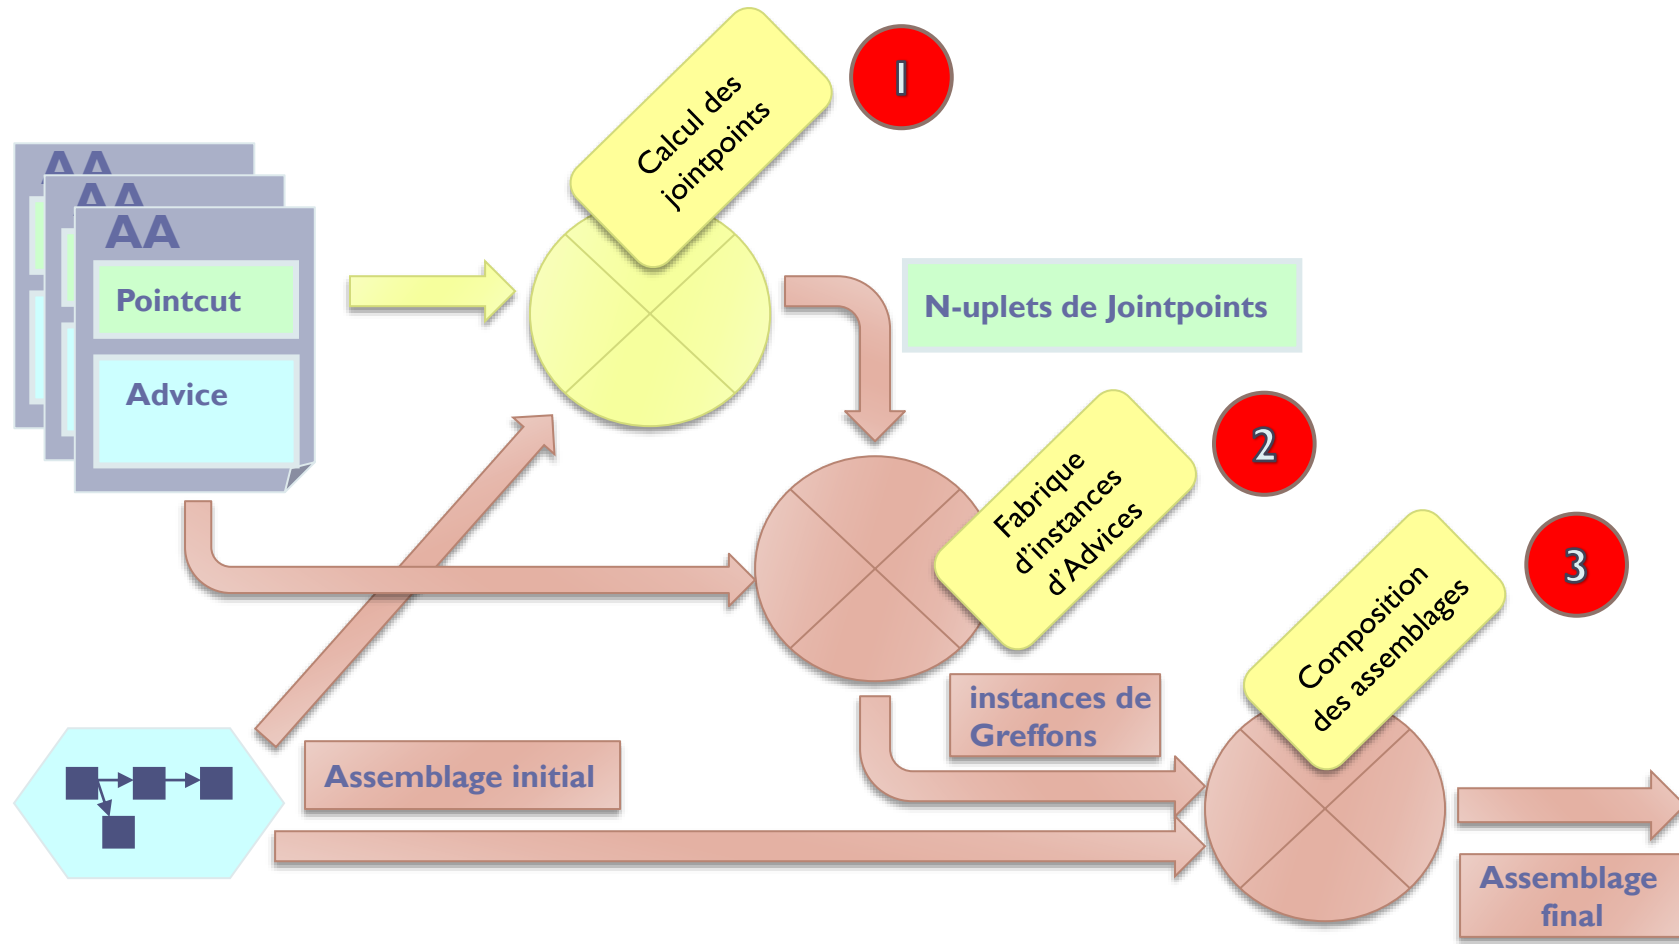 Calcul des
jointpoints
1
AA
AA
AA
Pointcut
Advice
N-uplets de Jointpoints
Fabrique
d'instances
d'Advices
2
Composition
des assemblages
3
instances de
Greffons
Assemblage initial
Assemblage
final